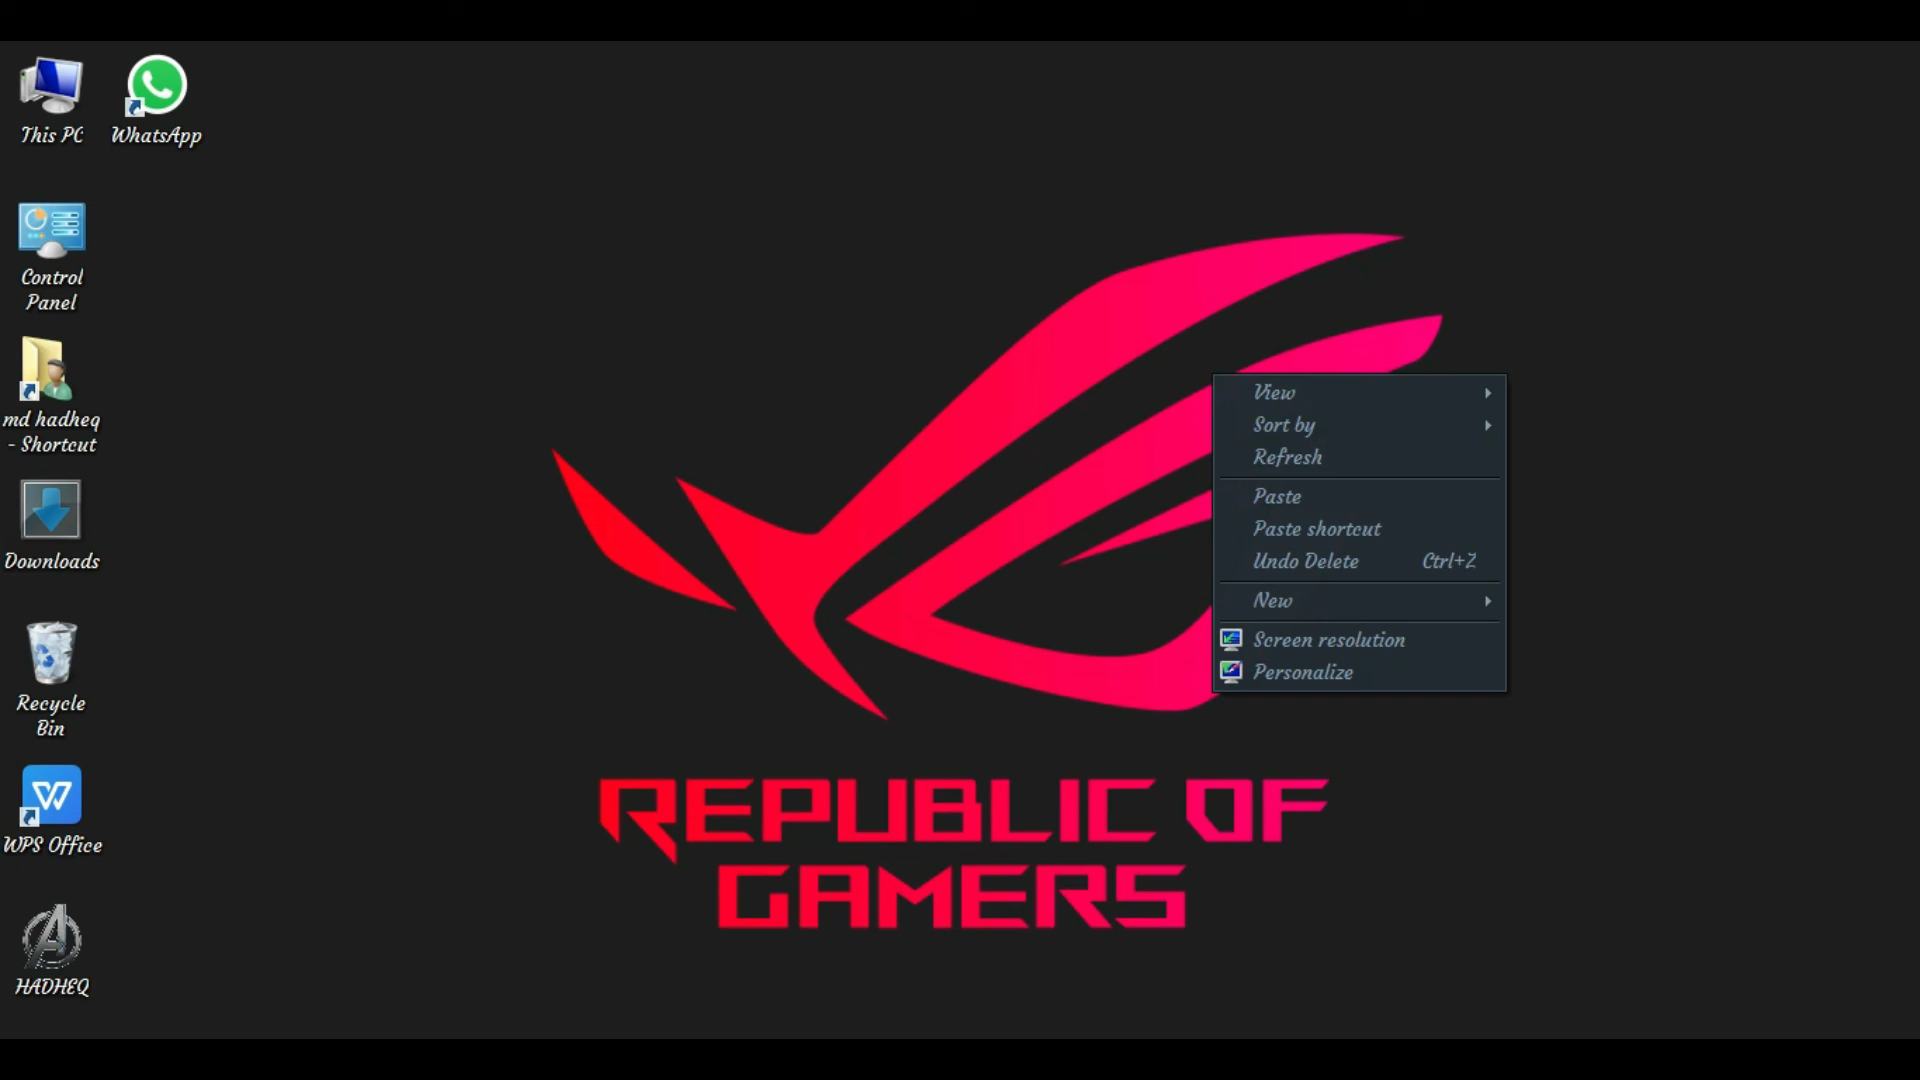 This PC
WhatsApp
Control
Panel
md hadheq
- Shortcut
Downloads
Recycle
Bin
WPS Office
HADHEQ
REPUBLIC OF
GAMERS
View
Sort by
Refresh
Paste
Paste shortcut
Undo Delete Ctrl+Z
New
Screen resolution
Personalize